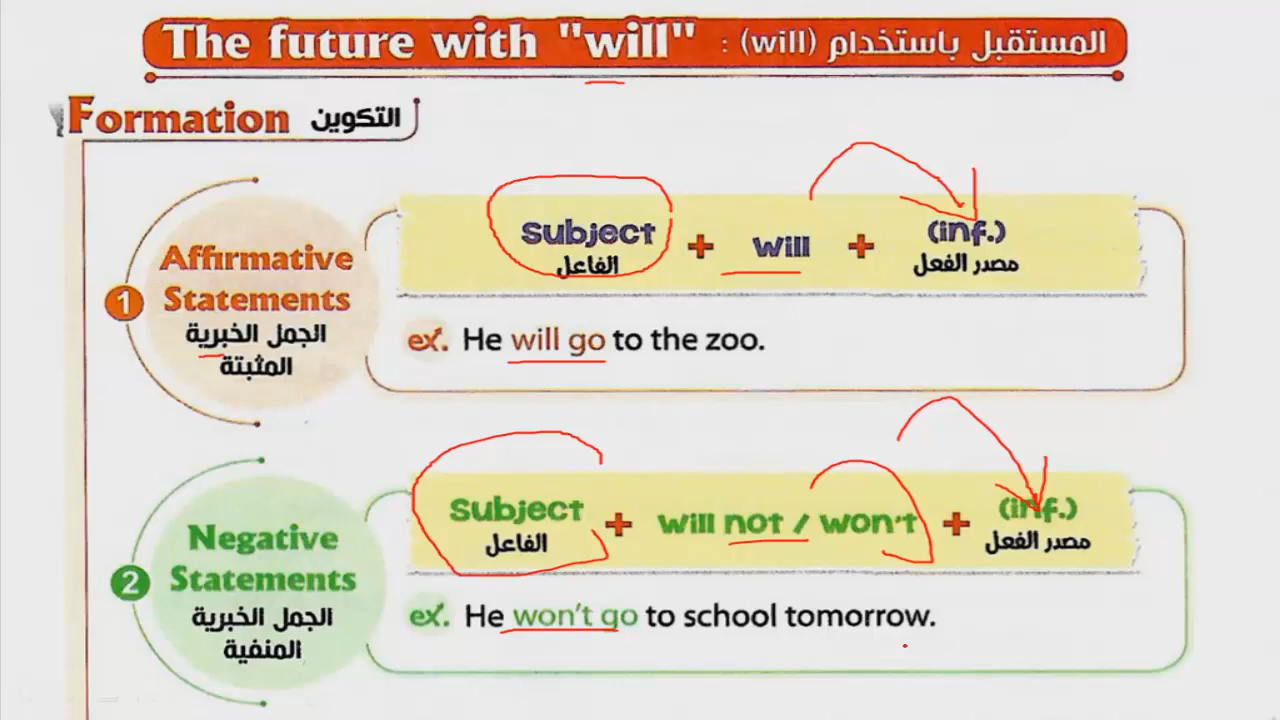 The future with "will" : المستقبل باستخدام (will)
Formation التكوين
1
Affirmative
Statements
الجمل الخبرية
المثبتة
Subject + will + (inf.)
الفاعل مصدر الفعل
ex. He will go to the zoo.
2
Negative
Statements
الجمل الخبرية
المنفية
Subject + will not / won't + (inf.)
الفاعل مصدر الفعل
ex. He won't go to school tomorrow.